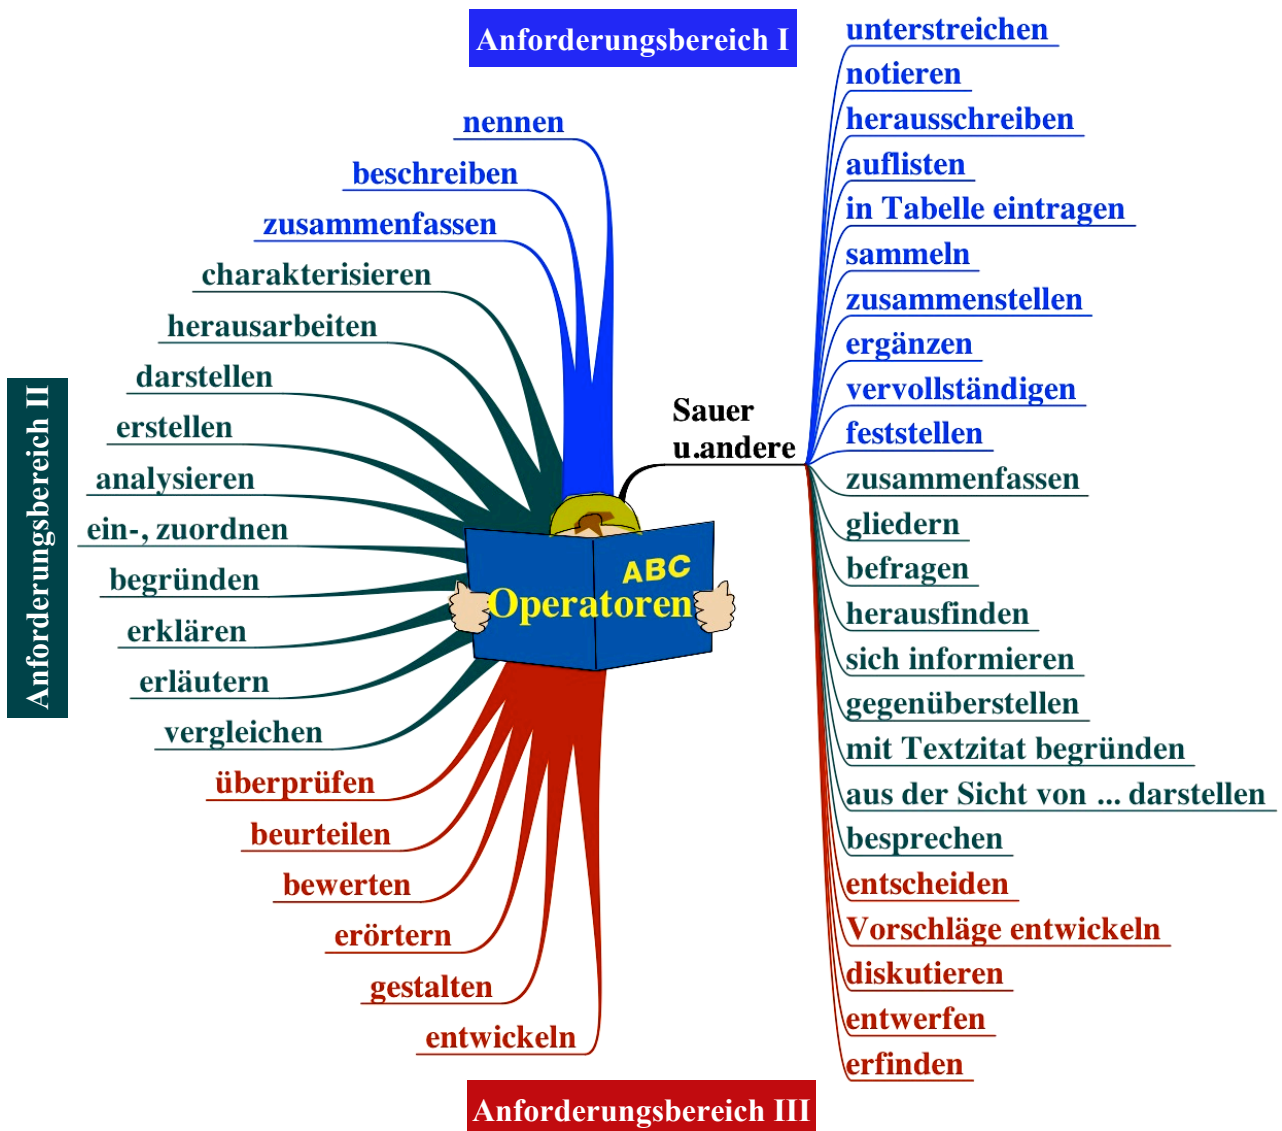 Anforderungsbereich I
nennen
beschreiben
zusammenfassen
charakterisieren
herausarbeiten
darstellen
erstellen
analysieren
ein-, zuordnen
begründen
erklären
erläutern
vergleichen
überprüfen
beurteilen
bewerten
erörtern
gestalten
entwickeln
Anforderungsbereich II
ABC
Operatoren
Sauer
u.andere
unterstreichen
notieren
herausschreiben
auflisten
in Tabelle eintragen
sammeln
zusammenstellen
ergänzen
vervollständigen
feststellen
zusammenfassen
gliedern
befragen
herausfinden
sich informieren
gegenüberstellen
mit Textzitat begründen
aus der Sicht von ... darstellen
besprechen
entscheiden
Vorschläge entwickeln
diskutieren
entwerfen
erfinden
Anforderungsbereich III